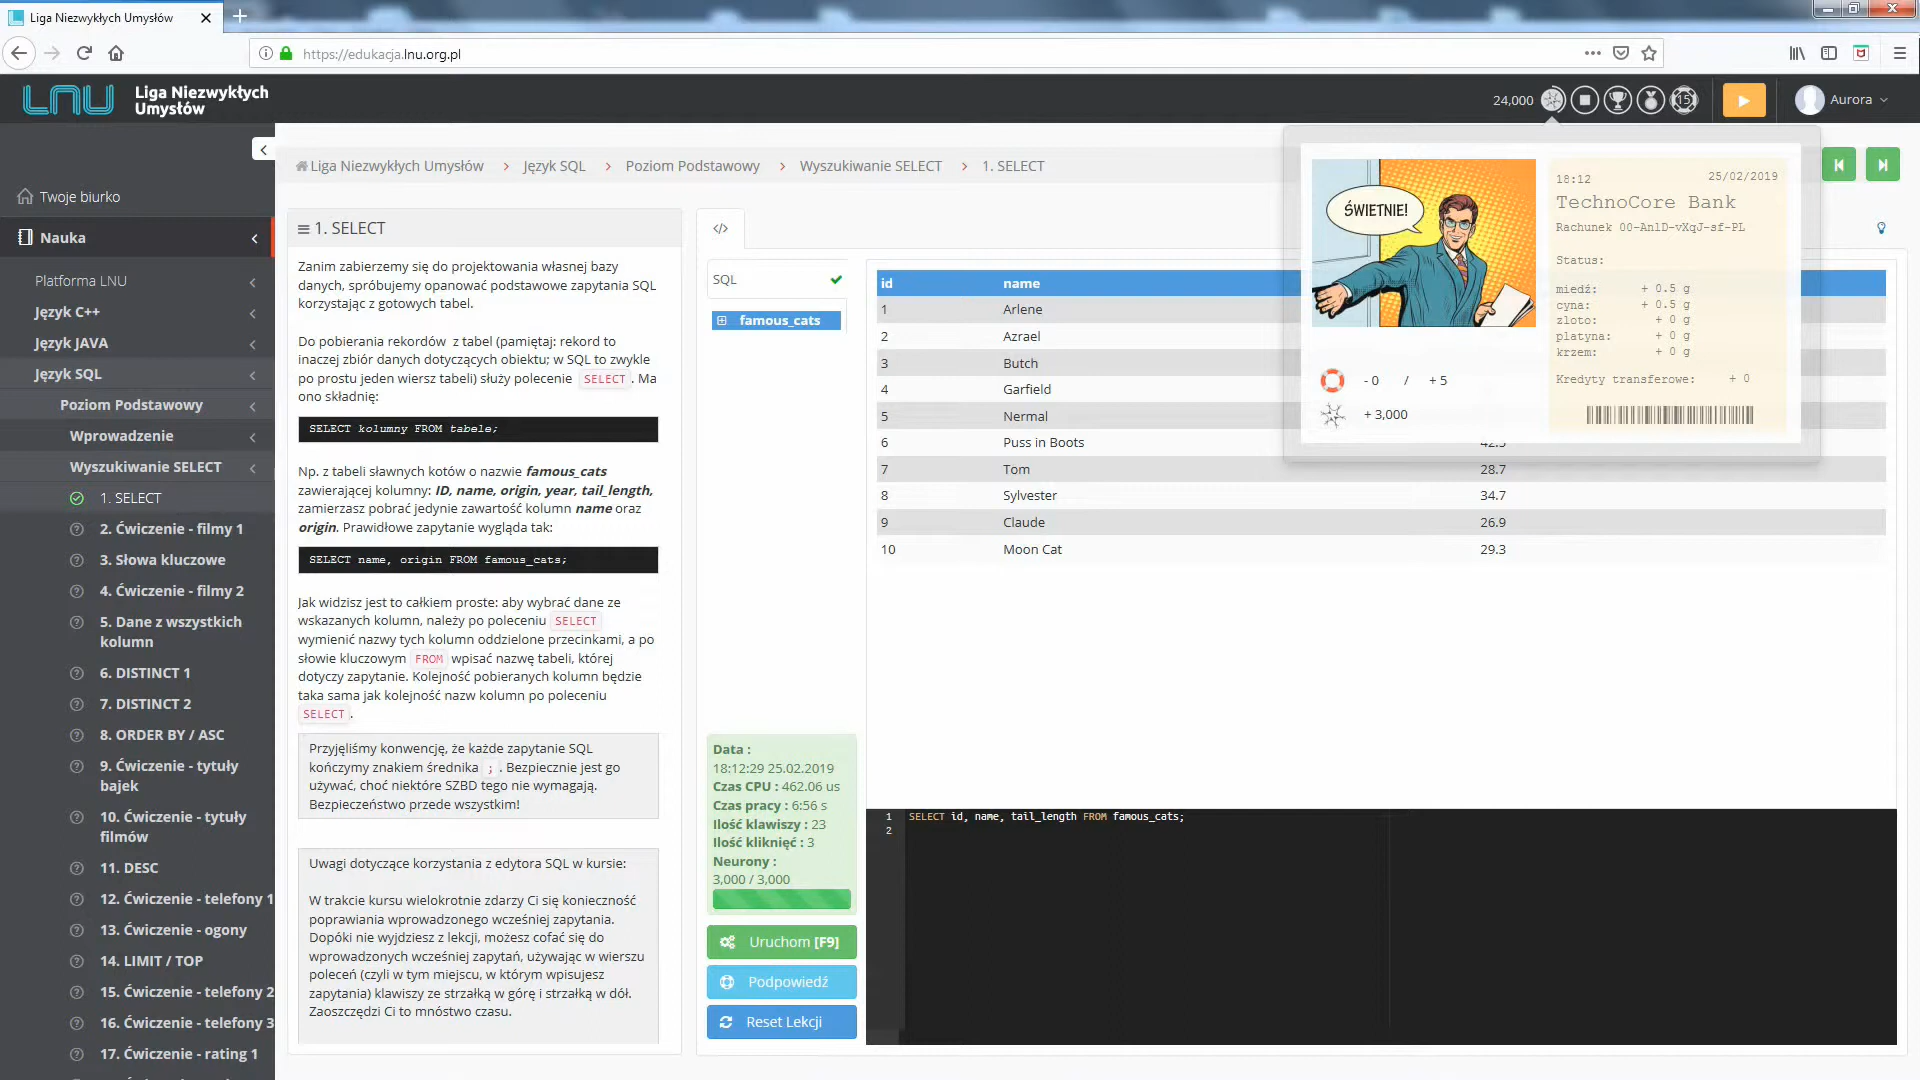 Liga Niezwykłych Umysłów
https://edukacja.lnu.org.pl
LNU Liga Niezwykłych Umysłów
24,000
15
Aurora
Twoje biurko
Nauka
Platforma LNU
Język C++
Język JAVA
Język SQL
Poziom Podstawowy
Wprowadzenie
Wyszukiwanie SELECT
1. SELECT
2. Ćwiczenie - filmy 1
3. Słowa kluczowe
4. Ćwiczenie - filmy 2
5. Dane z wszystkich
kolumn
6. DISTINCT 1
7. DISTINCT 2
8. ORDER BY / ASC
9. Ćwiczenie - tytuły
bajek
10. Ćwiczenie - tytuły
filmów
11. DESC
12. Ćwiczenie - telefony 1
13. Ćwiczenie - ogony
14. LIMIT / TOP
15. Ćwiczenie - telefony 2
16. Ćwiczenie - telefony 3
17. Ćwiczenie - rating 1
Liga Niezwykłych Umysłów > Język SQL > Poziom Podstawowy > Wyszukiwanie SELECT > 1. SELECT
1. SELECT
Zanim zabierzemy się do projektowania własnej bazy
danych, spróbujemy opanować podstawowe zapytania SQL
korzystając z gotowych tabel.
Do pobierania rekordów z tabel (pamiętaj: rekord to
inaczej zbiór danych dotyczących obiektu; w SQL to zwykle
po prostu jeden wiersz tabeli) służy polecenie SELECT. Ma
ono składnię:
SELECT kolumny FROM tabele;
Np. z tabeli sławnych kotów o nazwie famous_cats
zawierającej kolumny: ID, name, origin, year, tail_length,
zamierzasz pobrać jedynie zawartość kolumn name oraz
origin. Prawidłowe zapytanie wygląda tak:
SELECT name, origin FROM famous_cats;
Jak widzisz jest to całkiem proste: aby wybrać dane ze
wskazanych kolumn, należy po poleceniu SELECT
wymienić nazwy tych kolumn oddzielone przecinkami, a po
słowie kluczowym FROM wpisać nazwę tabeli, której
dotyczy zapytanie. Kolejność pobieranych kolumn będzie
taka sama jak kolejność nazw kolumn po poleceniu
SELECT.
Przyjęliśmy konwencję, że każde zapytanie SQL
kończymy znakiem średnika ;. Bezpiecznie jest go
używać, choć niektóre SZBD tego nie wymagają.
Bezpieczeństwo przede wszystkim!
Uwagi dotyczące korzystania z edytora SQL w kursie:
W trakcie kursu wielokrotnie zdarzy Ci się konieczność
poprawiania wprowadzonego wcześniej zapytania.
Dopóki nie wyjdziesz z lekcji, możesz cofać się do
wprowadzonych wcześniej zapytań, używając w wierszu
poleceń (czyli w tym miejscu, w którym wpisujesz
zapytania) klawiszy ze strzałką w górę i strzałką w dół.
Zaoszczędzi Ci to mnóstwo czasu.
</>
SQL
famous_cats
Data :
18:12:29 25.02.2019
Czas CPU : 462.06 us
Czas pracy : 6:56 s
Ilość klawiszy : 23
Ilość kliknięć : 3
Neurony :
3,000 / 3,000
Uruchom [F9]
Podpowiedź
Reset Lekcji
id name
1 Arlene
2 Azrael
3 Butch
4 Garfield
5 Nermal
6 Puss in Boots 42.5
7 Tom 28.7
8 Sylvester 34.7
9 Claude 26.9
10 Moon Cat 29.3
1 SELECT id, name, tail_length FROM famous_cats;
2
ŚWIETNIE!
- 0 / + 5
+ 3,000
18:12 25/02/2019
TechnoCore Bank
Rachunek 00-AnlD-vXqJ-sf-PL
Status:
miedź: + 0.5 g
cyna: + 0.5 g
zloto: + 0 g
platyna: + 0 g
krzem: + 0 g
Kredyty transferowe: + 0